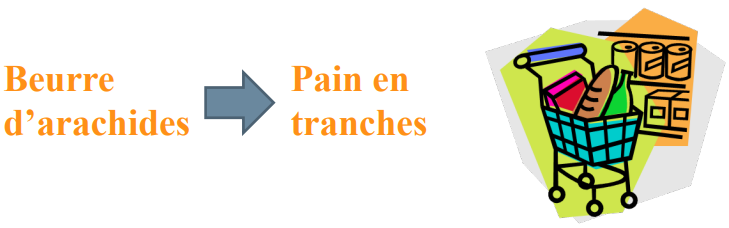 Beurre
d’arachides
Pain en
tranches